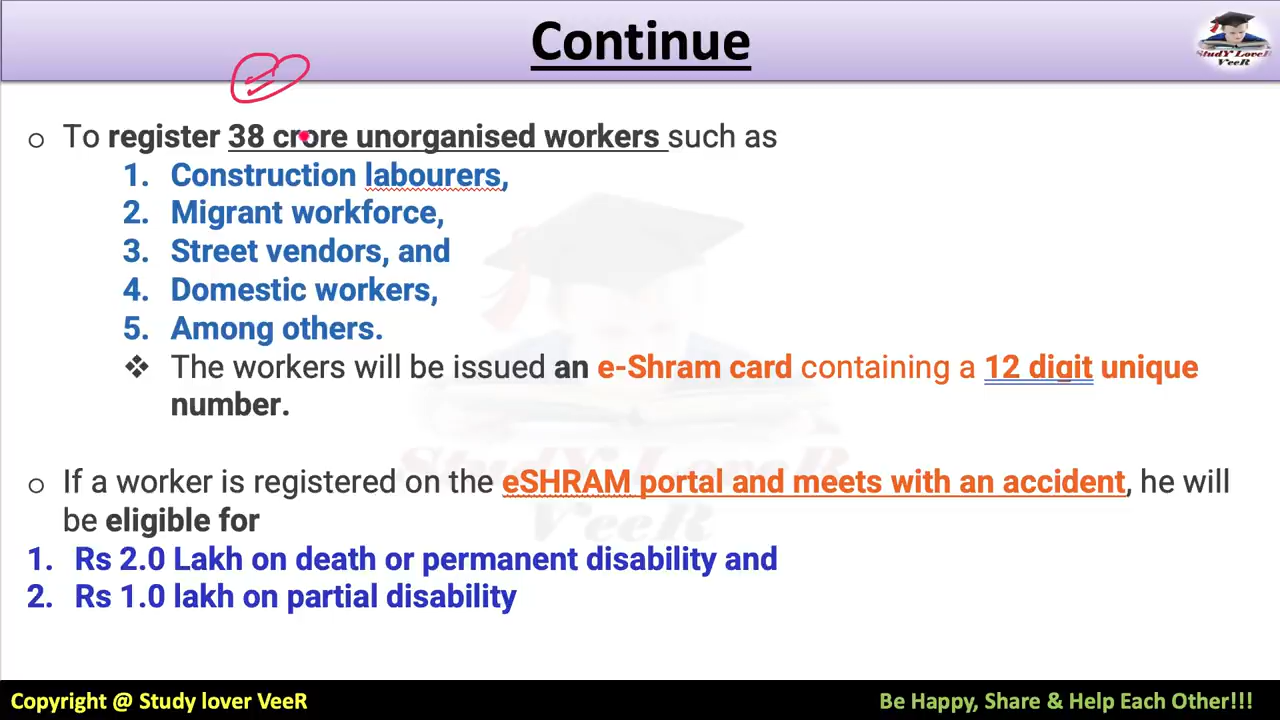 Continue
StudY LoveR
VeeR
o To register 38 crore unorganised workers such as
1. Construction labourers,
2. Migrant workforce,
3. Street vendors, and
4. Domestic workers,
5. Among others.
❖ The workers will be issued an e-Shram card containing a 12 digit unique
number.
StudY LoveR
VeeR
o If a worker is registered on the eSHRAM portal and meets with an accident, he will
be eligible for
1. Rs 2.0 Lakh on death or permanent disability and
2. Rs 1.0 lakh on partial disability
Copyright @ Study lover VeeR
Be Happy, Share & Help Each Other!!!